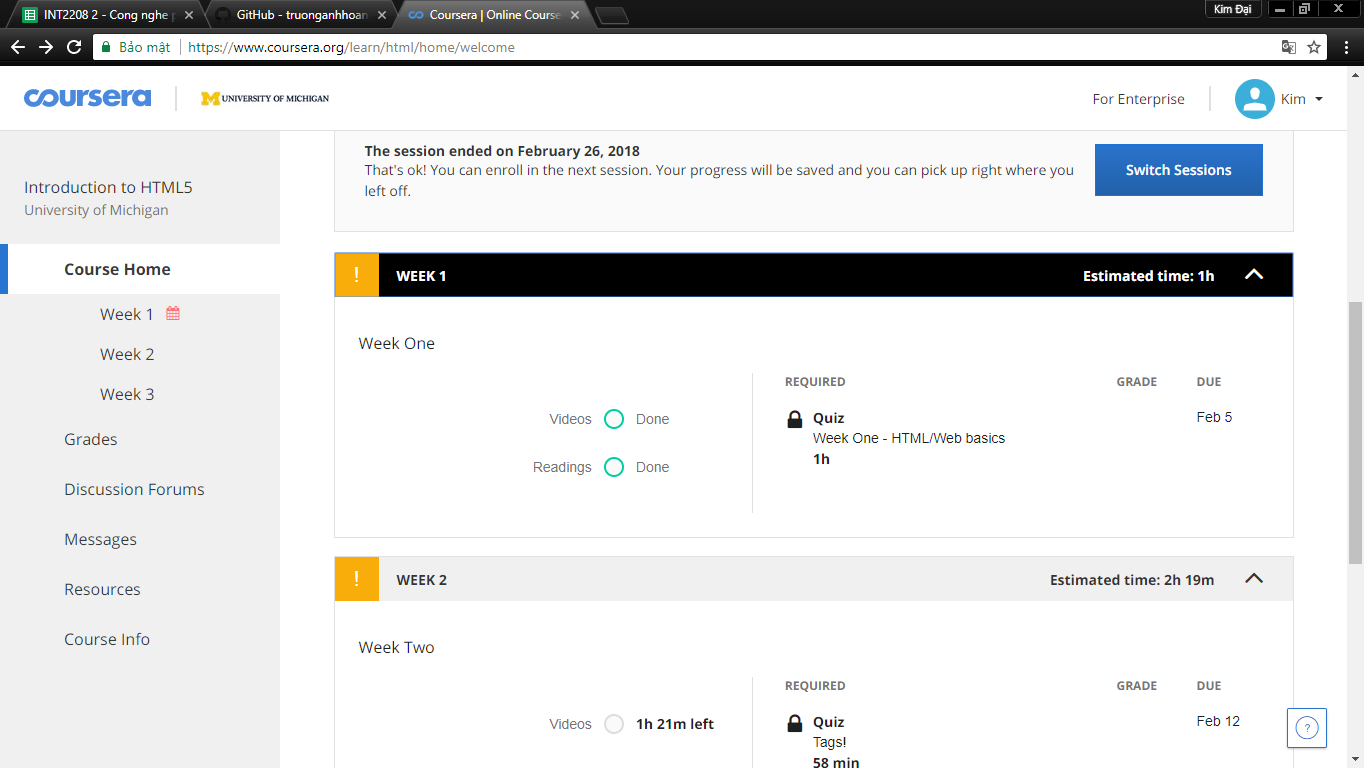 INT2208 2 - Cong nghe p
GitHub - truonganhhoan
Coursera | Online Course
Kim Đại
Bảo mật
https://www.coursera.org/learn/html/home/welcome
coursera
UNIVERSITY OF MICHIGAN
For Enterprise
Kim
Introduction to HTML5
University of Michigan
Course Home
Week 1
Week 2
Week 3
Grades
Discussion Forums
Messages
Resources
Course Info
The session ended on February 26, 2018
That's ok! You can enroll in the next session. Your progress will be saved and you can pick up right where you
left off.
Switch Sessions
! WEEK 1 Estimated time: 1h
Week One
Videos Done
Readings Done
REQUIRED GRADE DUE
Quiz Feb 5
Week One - HTML/Web basics
1h
! WEEK 2 Estimated time: 2h 19m
Week Two
Videos 1h 21m left
REQUIRED GRADE DUE
Quiz Feb 12
Tags!
58 min
?